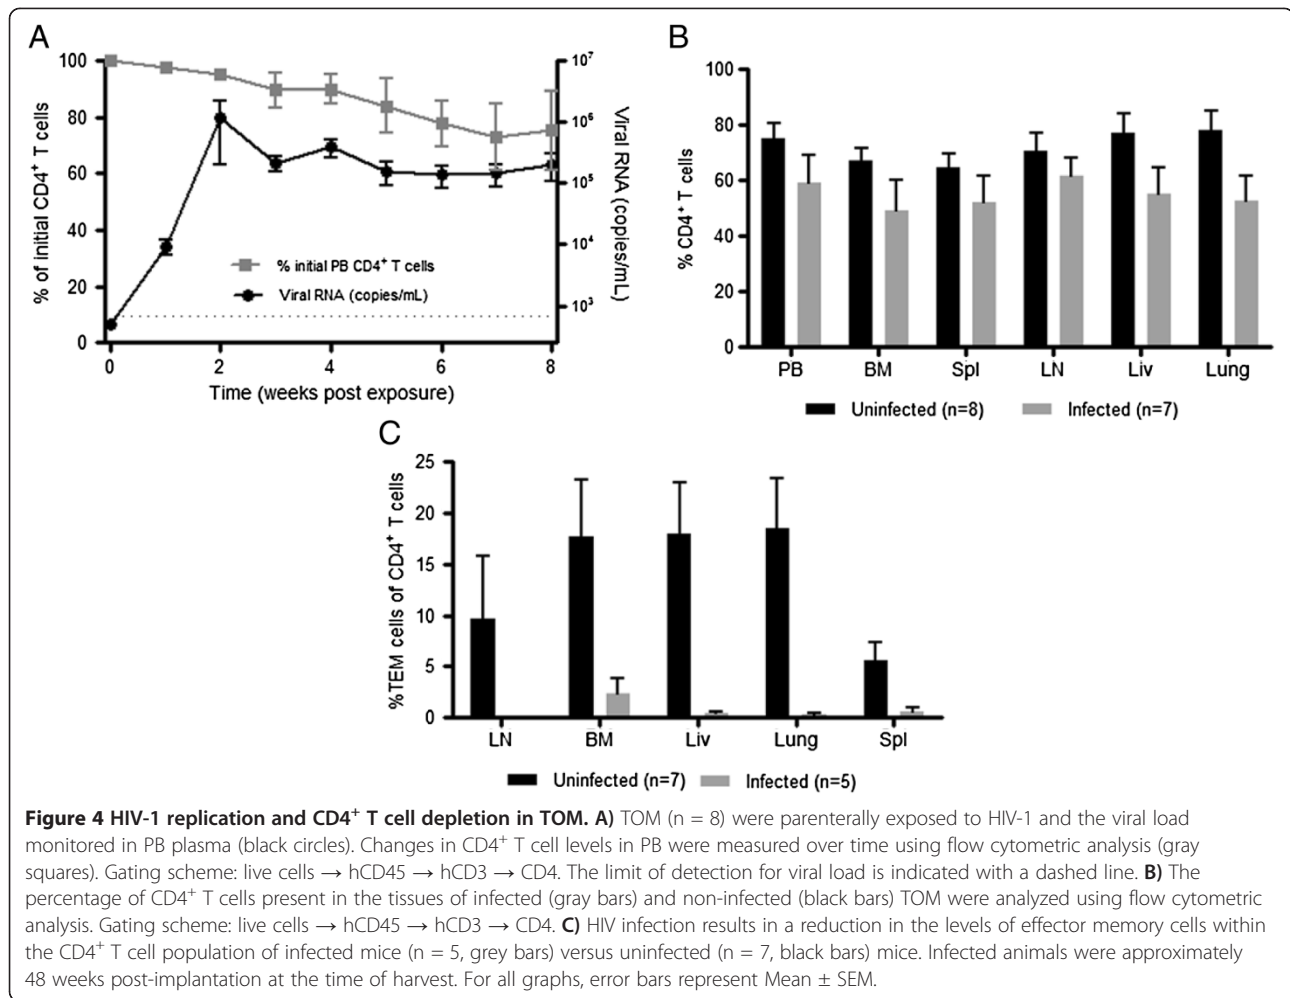 A
100
80
60
40
20
0
% of initial CD4⁺ T cells
10⁷
10⁶
10⁵
10⁴
10³
Viral RNA (copies/mL)
% initial PB CD4⁺ T cells
Viral RNA (copies/mL)
0 2 4 6 8
Time (weeks post exposure)
B
100
80
60
40
20
0
% CD4⁺ T cells
PB BM Spl LN Liv Lung
Uninfected (n=8) Infected (n=7)
C
25
20
15
10
5
0
%TEM cells of CD4⁺ T cells
LN BM Liv Lung Spl
Uninfected (n=7) Infected (n=5)
Figure 4 HIV-1 replication and CD4⁺ T cell depletion in TOM. A) TOM (n = 8) were parenterally exposed to HIV-1 and the viral load
monitored in PB plasma (black circles). Changes in CD4⁺ T cell levels in PB were measured over time using flow cytometric analysis (gray
squares). Gating scheme: live cells → hCD45 → hCD3 → CD4. The limit of detection for viral load is indicated with a dashed line. B) The
percentage of CD4⁺ T cells present in the tissues of infected (gray bars) and non-infected (black bars) TOM were analyzed using flow cytometric
analysis. Gating scheme: live cells → hCD45 → hCD3 → CD4. C) HIV infection results in a reduction in the levels of effector memory cells within
the CD4⁺ T cell population of infected mice (n = 5, grey bars) versus uninfected (n = 7, black bars) mice. Infected animals were approximately
48 weeks post-implantation at the time of harvest. For all graphs, error bars represent Mean ± SEM.